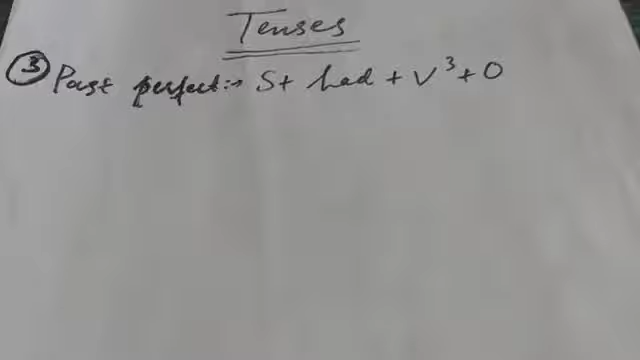 Tenses
③ Past perfect:→ S+ had + V³ + O